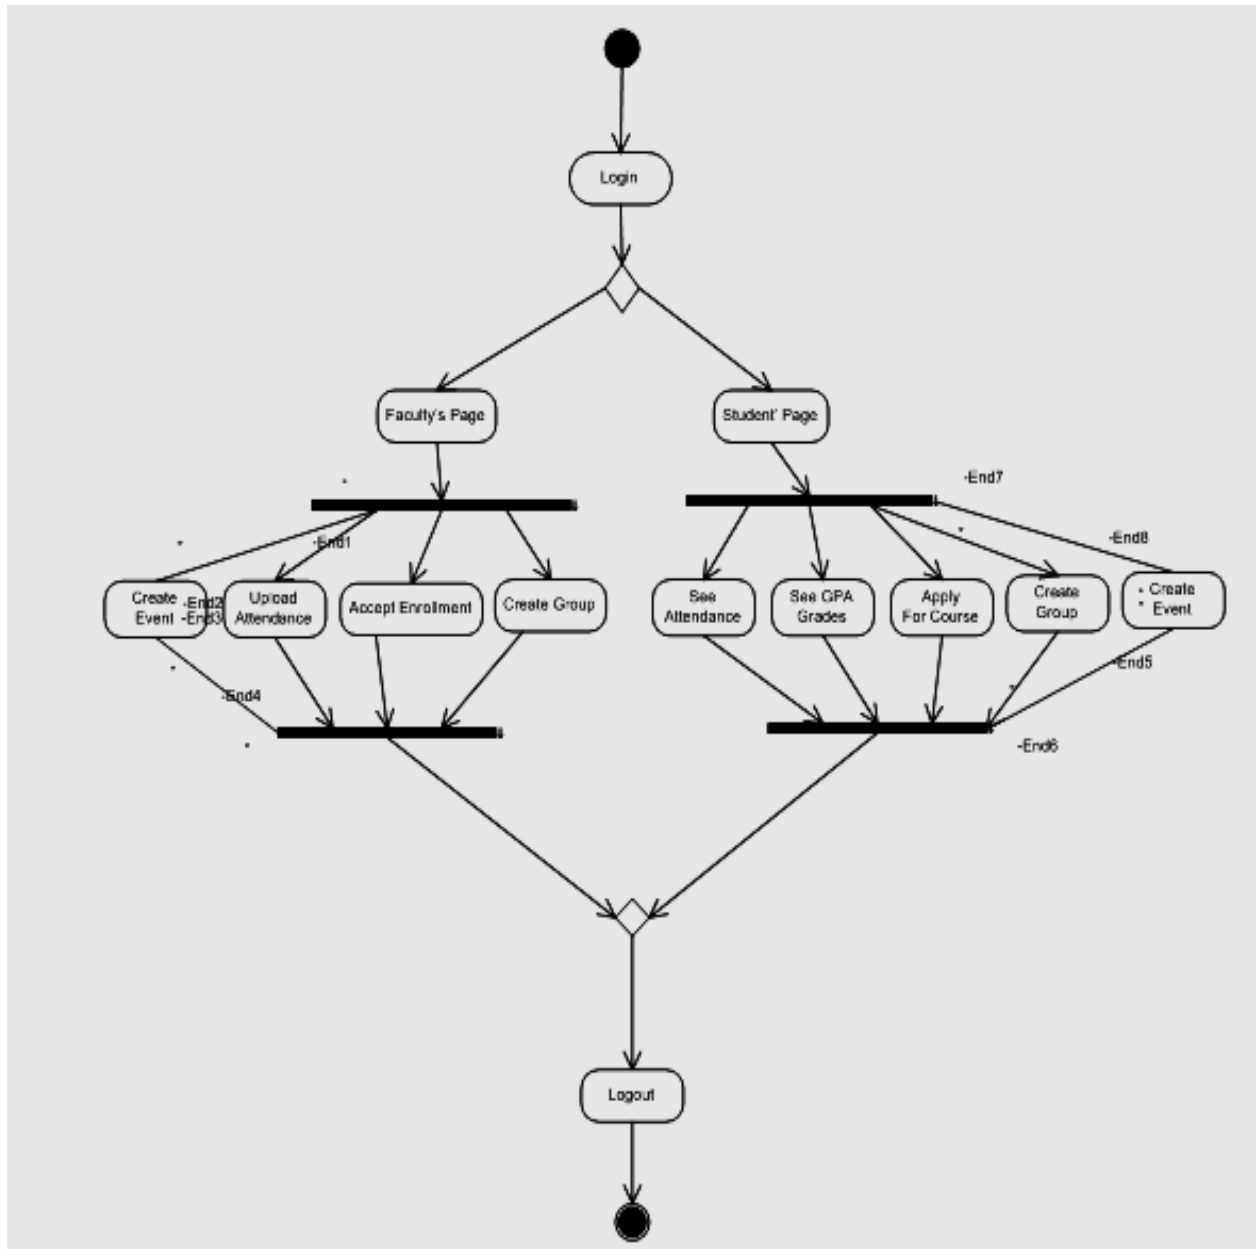 Login
Faculty's Page
Student' Page
-End7
*
*
-End1
*
-End8
Create
Event
-End2
-End3
Upload
Attendance
Accept Enrollment
Create Group
See
Attendance
See GPA
Grades
Apply
For Course
Create
Group
* Create
* Event
*
-End4
*
-End5
*
-End6
Logout